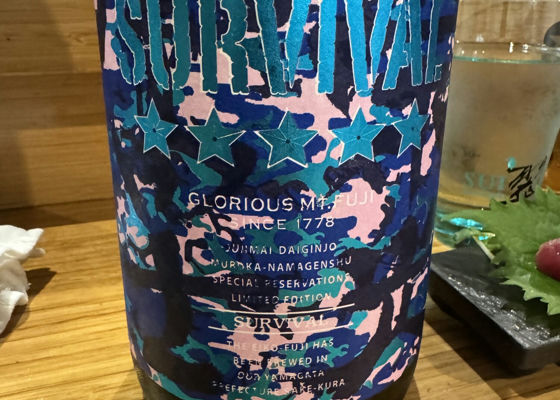 SURVIVAL
GLORIOUS Mt.FUJI
SINCE 1778
JUNMAI DAIGINJO
MUROKA-NAMAGENSHU
SPECIAL RESERVATIONS
LIMITED EDITION
SURVIVAL
THE EIKO-FUJI HAS
BEEN BREWED IN
OUR YAMAGATA
PREFECTURE SAKE-KURA